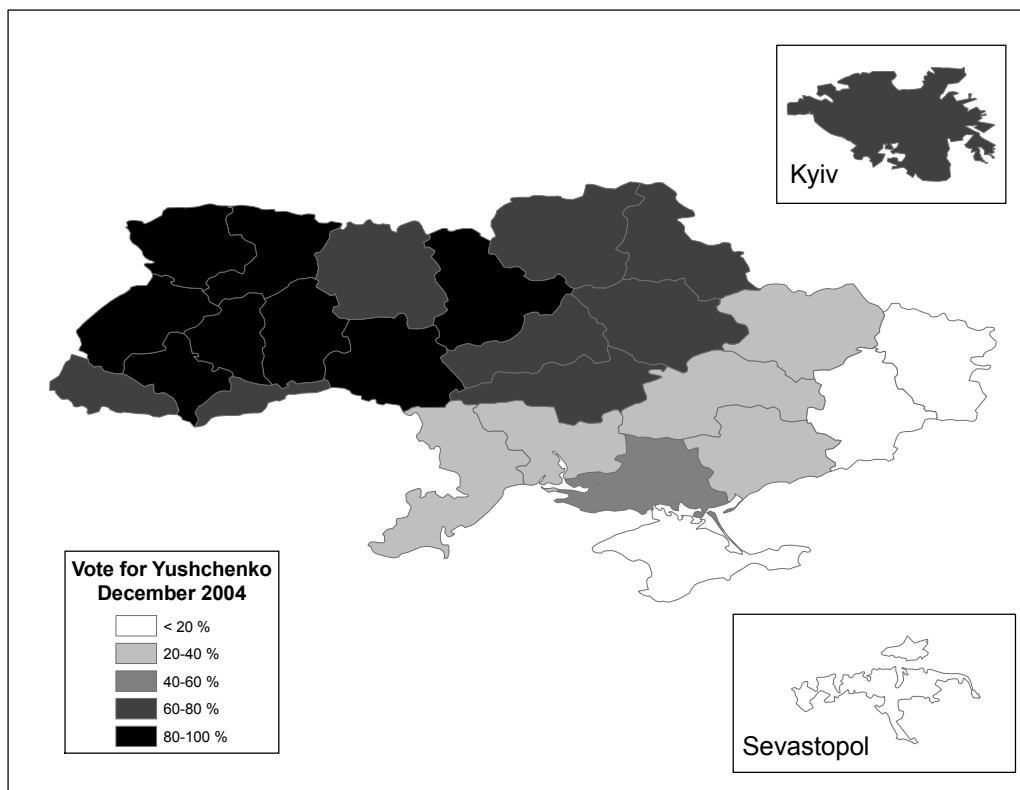 Kyiv
Vote for Yushchenko
December 2004
< 20 %
20-40 %
40-60 %
60-80 %
80-100 %
Sevastopol